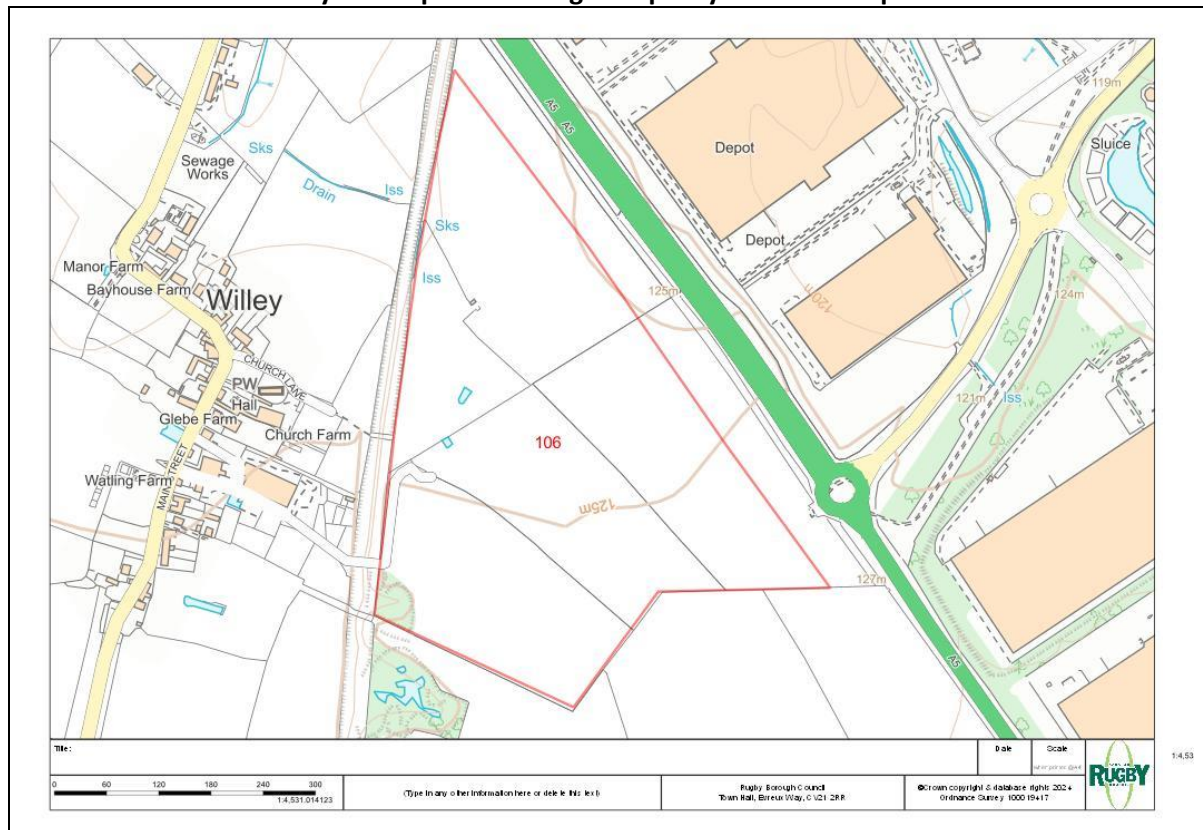 A5 A5
119m
Depot
Sluice
Sks
Sewage
Works
Drain
Iss
Depot
Sks
Manor Farm
Bayhouse Farm
Iss
125m
120m
124m
Willey
CHURCH LANE
PW
Hall
Glebe Farm
Church Farm
121m
Iss
106
MAIN STREET
Watling Farm
125m
127m
A5
Title:
Date
Scale
0 60 120 180 240 300
1:4,531.014123
(Type in any other information here or delete this text)
Rugby Borough Council
Town Hall, Evreux Way, CV21 2RR
©Crown copyright & database rights 2024
Ordnance Survey 100019417
RUGBY
1:4,53